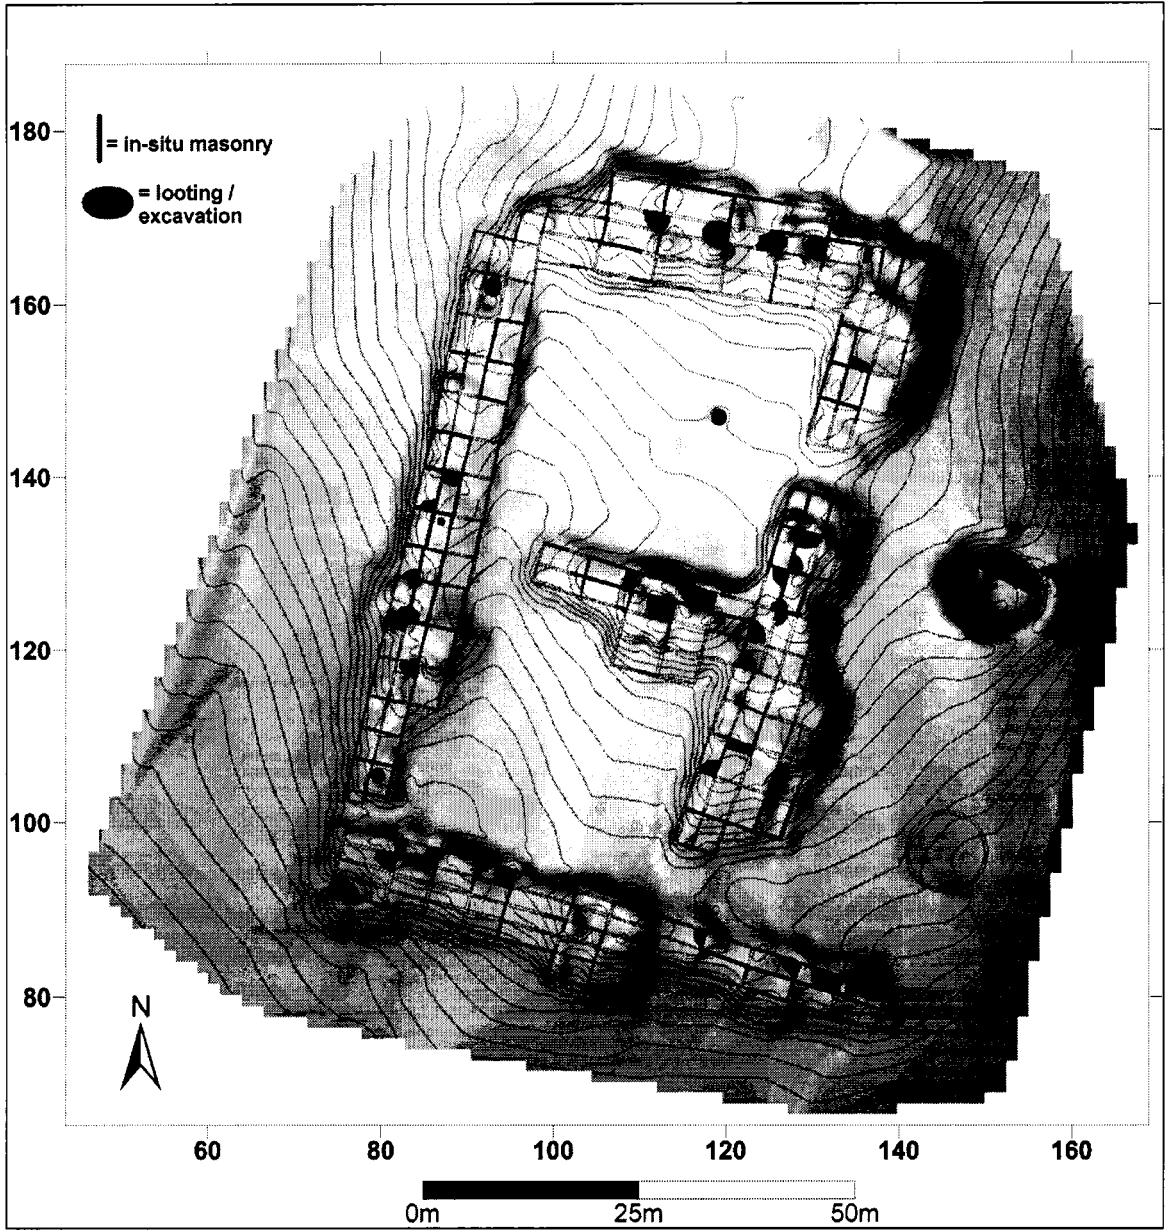 180
= in-situ masonry
= looting /
excavation
160
140
120
100
80
N
60 80 100 120 140 160
0m 25m 50m